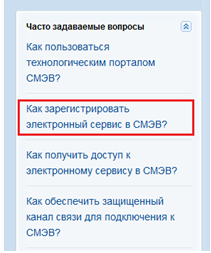 Часто задаваемые вопросы
Как пользоваться
технологическим порталом
СМЭВ?
Как зарегистрировать
электронный сервис в СМЭВ?
Как получить доступ к
электронному сервису в СМЭВ?
Как обеспечить защищенный
канал связи для подключения к
СМЭВ?